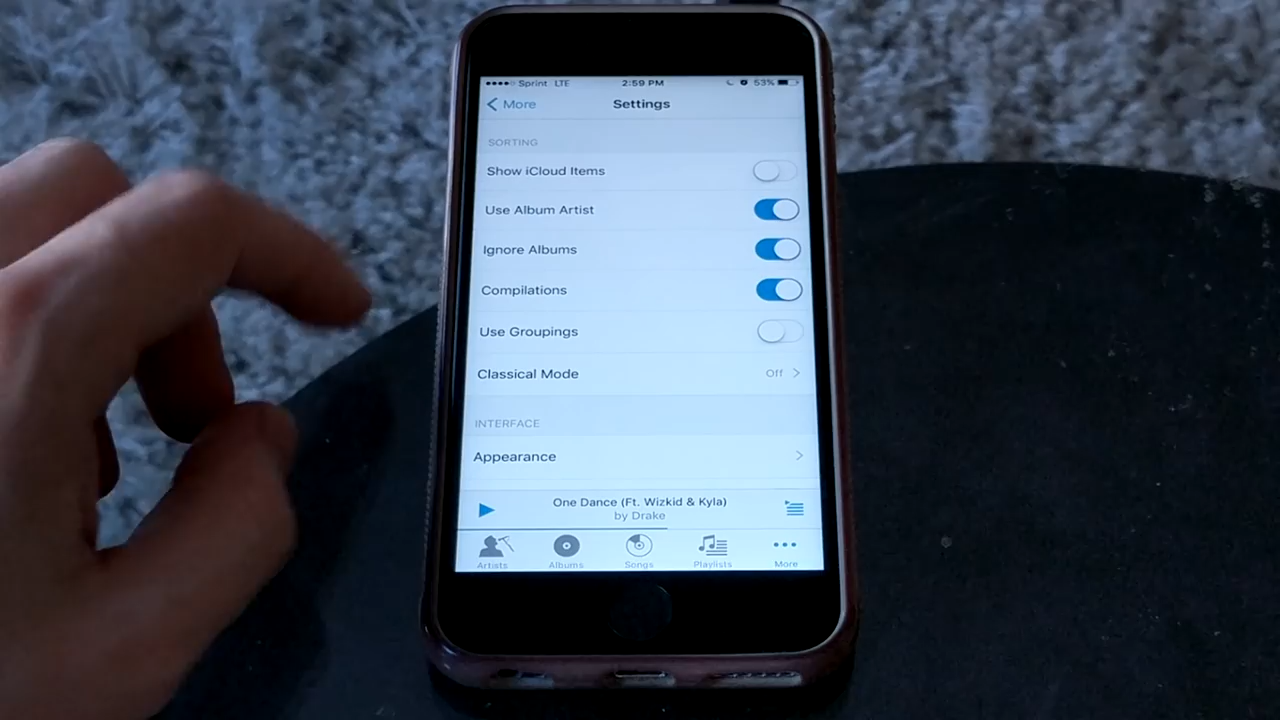 Sprint LTE 2:59 PM 53%
More Settings
SORTING
Show iCloud Items
Use Album Artist
Ignore Albums
Compilations
Use Groupings
Classical Mode Off
INTERFACE
Appearance
One Dance (Ft. Wizkid & Kyla)
by Drake
Artists Albums Songs Playlists More